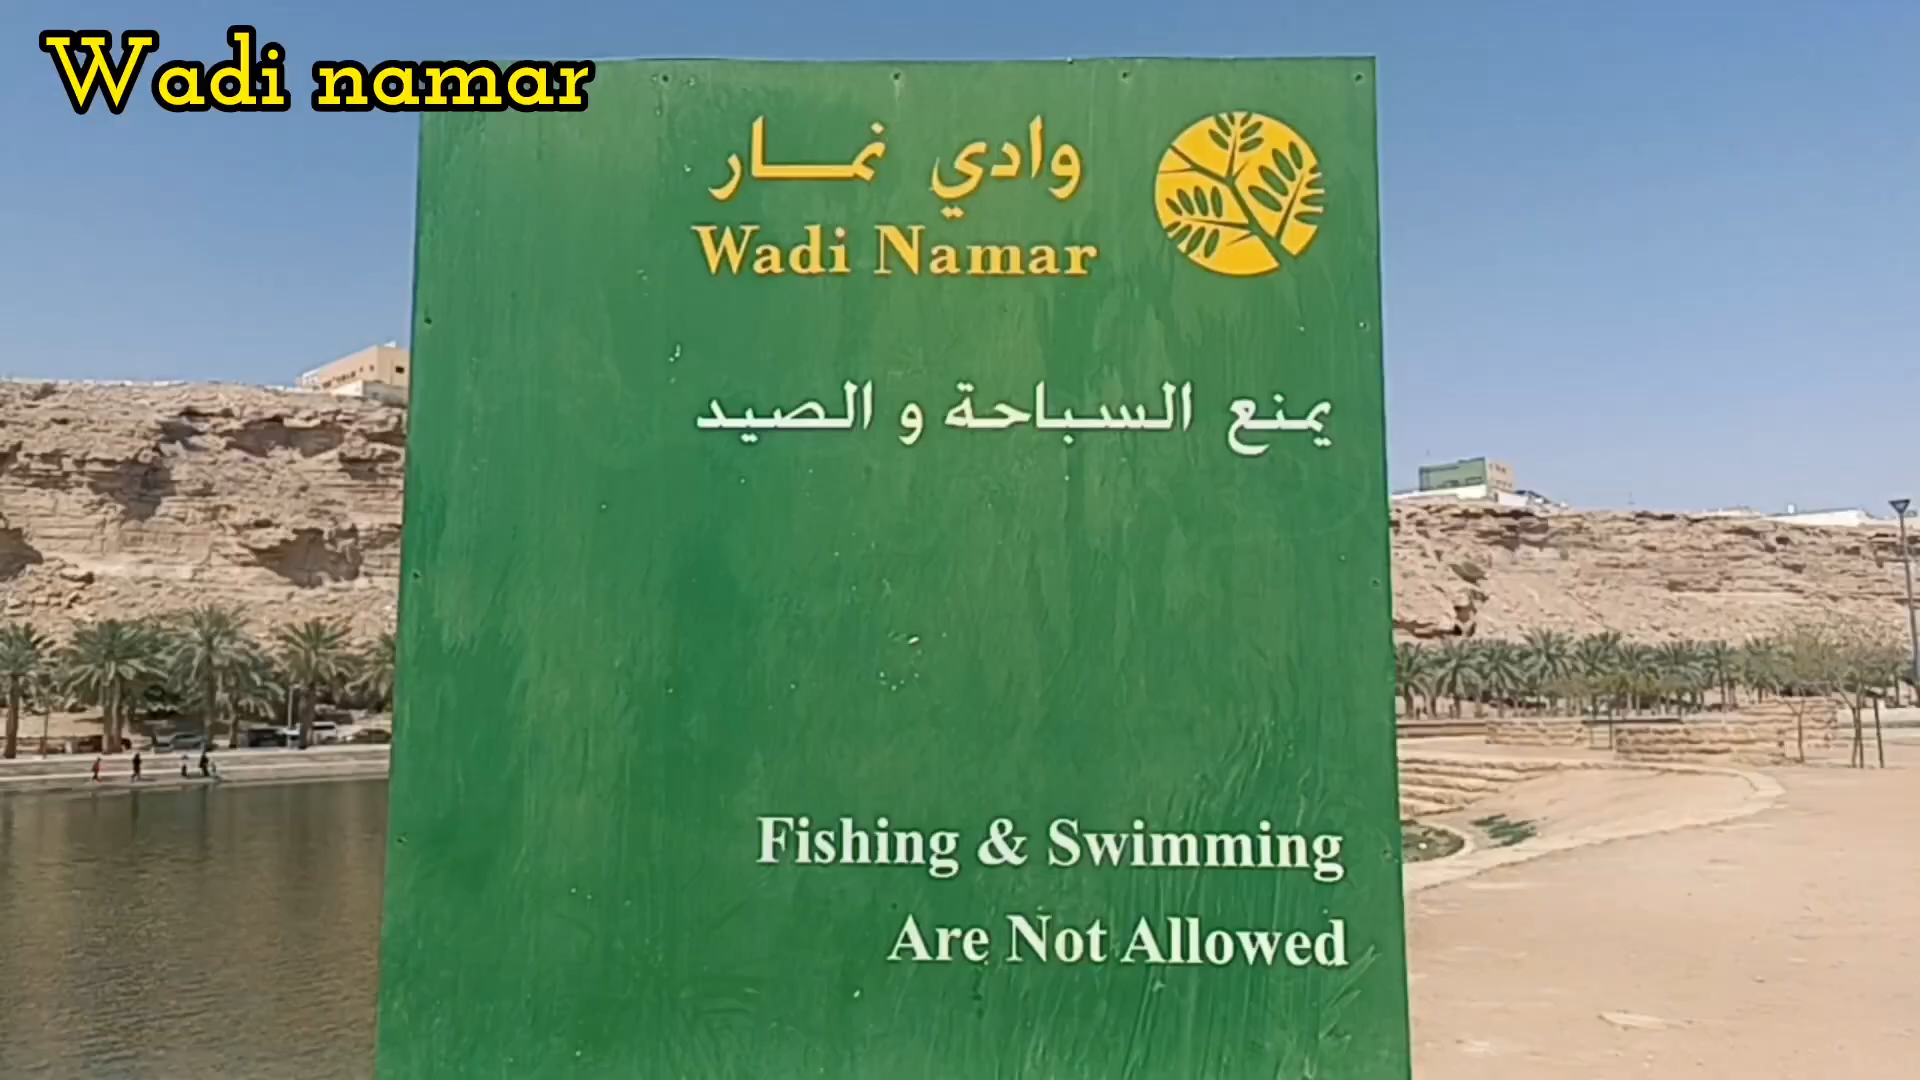 Wadi namar
وادي نمار
Wadi Namar
يمنع السباحة و الصيد
Fishing & Swimming
Are Not Allowed